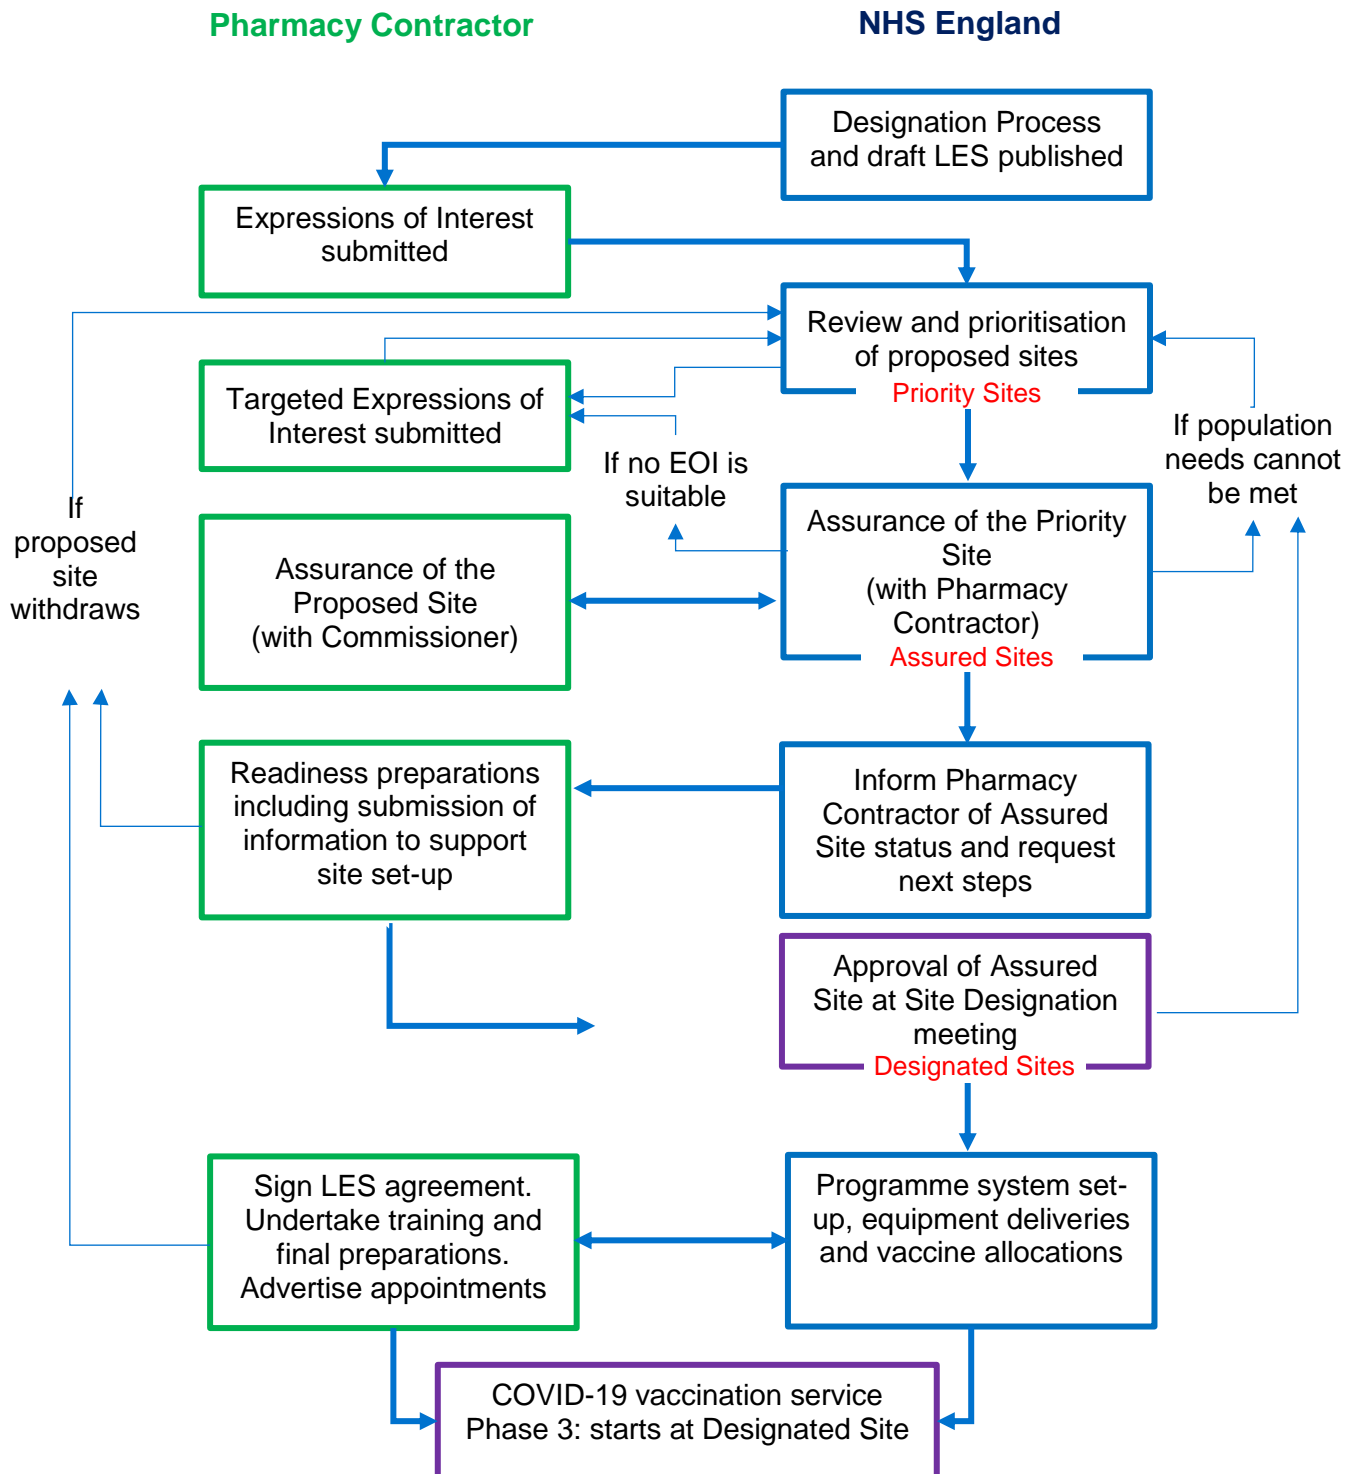 Pharmacy Contractor
NHS England
Designation Process
and draft LES published
Expressions of Interest
submitted
Review and prioritisation
of proposed sites
Priority Sites
Targeted Expressions of
Interest submitted
If no EOI is
suitable
If population
needs cannot
be met
If
proposed
site
withdraws
Assurance of the
Proposed Site
(with Commissioner)
Assurance of the Priority
Site
(with Pharmacy
Contractor)
Assured Sites
Readiness preparations
including submission of
information to support
site set-up
Inform Pharmacy
Contractor of Assured
Site status and request
next steps
Approval of Assured
Site at Site Designation
meeting
Designated Sites
Sign LES agreement.
Undertake training and
final preparations.
Advertise appointments
Programme system set-
up, equipment deliveries
and vaccine allocations
COVID-19 vaccination service
Phase 3: starts at Designated Site